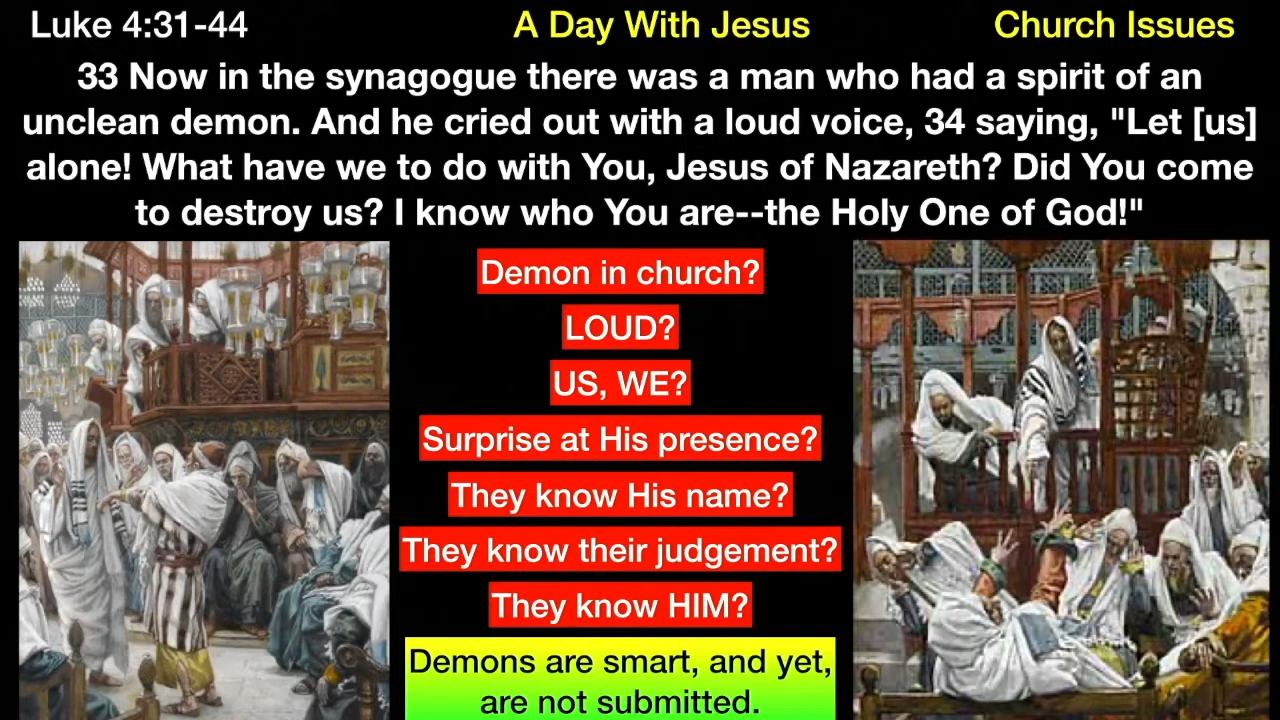 Luke 4:31-44
A Day With Jesus
Church Issues
33 Now in the synagogue there was a man who had a spirit of an
unclean demon. And he cried out with a loud voice, 34 saying, "Let [us]
alone! What have we to do with You, Jesus of Nazareth? Did You come
to destroy us? I know who You are--the Holy One of God!"
Demon in church?
LOUD?
US, WE?
Surprise at His presence?
They know His name?
They know their judgement?
They know HIM?
Demons are smart, and yet,
are not submitted.